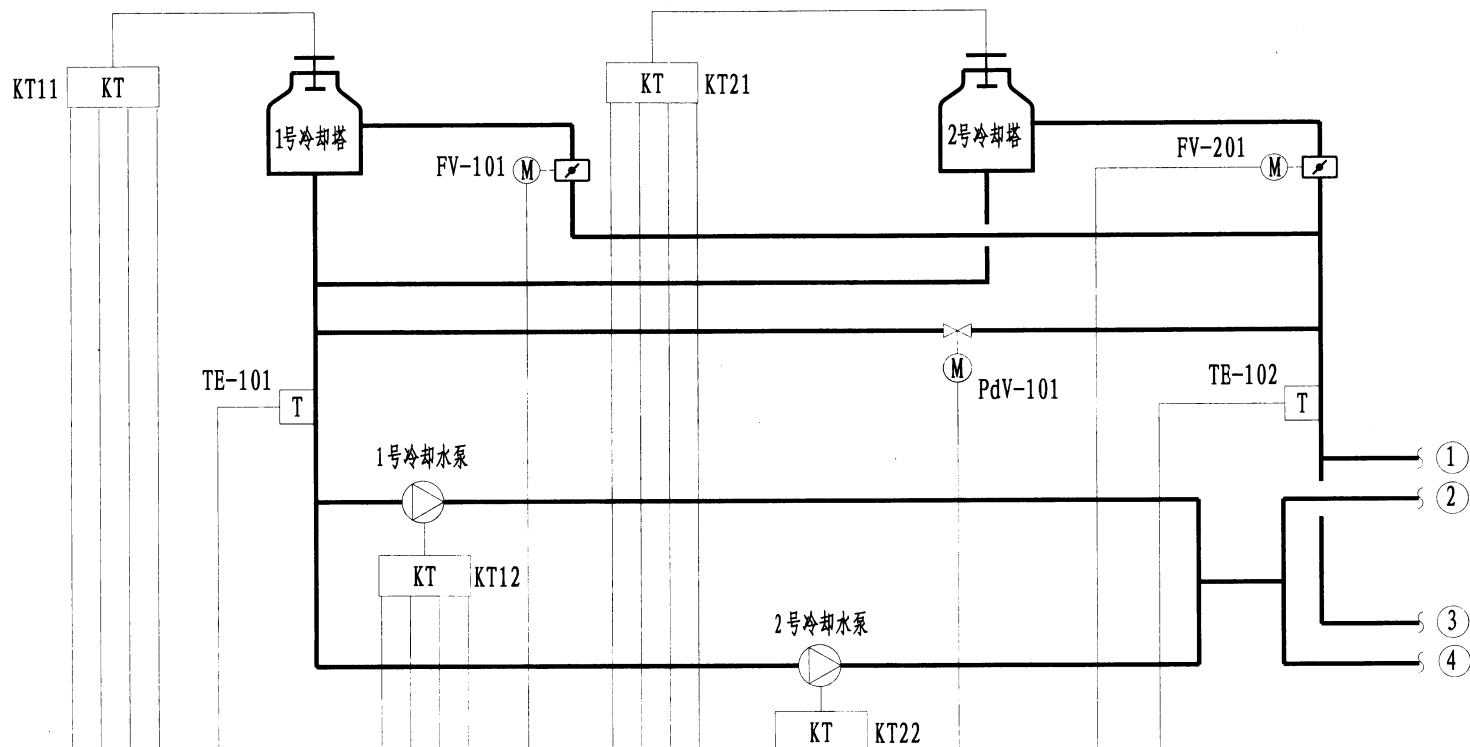 KT11 KT
KT KT21
1号冷却塔
2号冷却塔
FV-101 M
FV-201 M
TE-101
T
M
PdV-101
TE-102
T
1号冷却水泵
①
②
KT KT12
2号冷却水泵
③
④
KT KT22